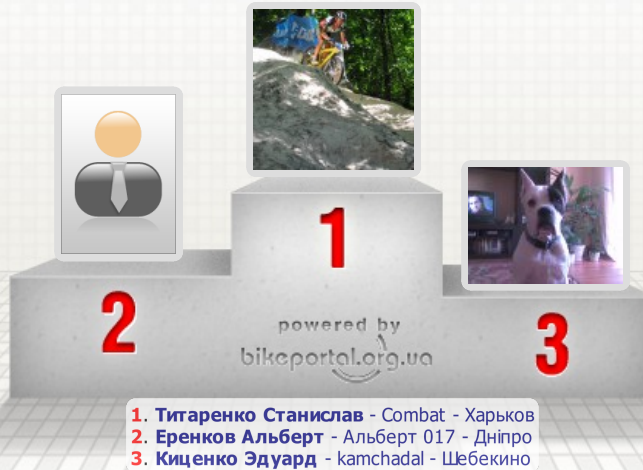 1
2
3
powered by
bikeportal.org.ua
1. Титаренко Станислав - Combat - Харьков
2. Еренков Альберт - Альберт 017 - Дніпро
3. Киценко Эдуард - kamchadal - Шебекино